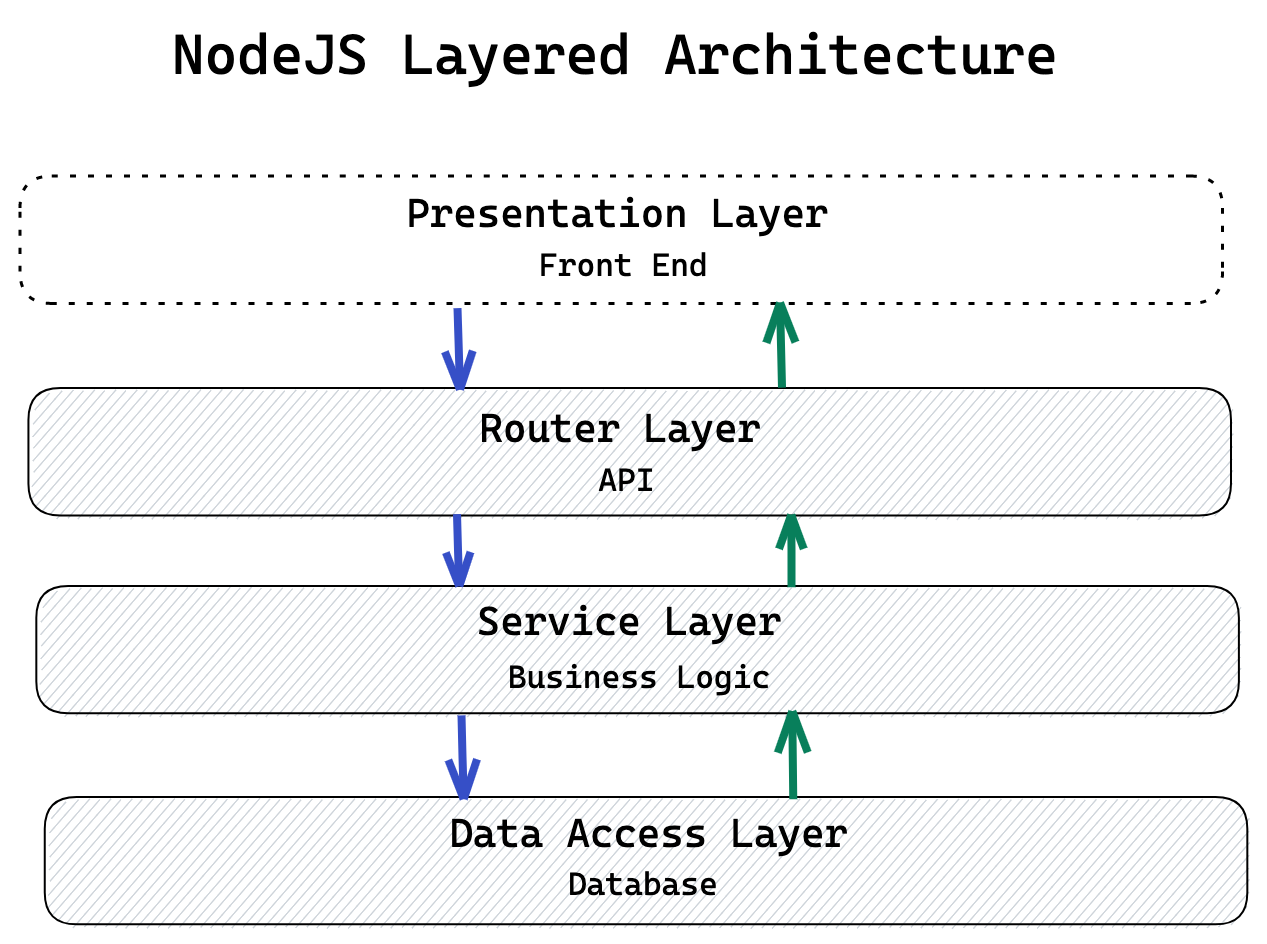 NodeJS Layered Architecture
Presentation Layer
Front End
Router Layer
API
Service Layer
Business Logic
Data Access Layer
Database